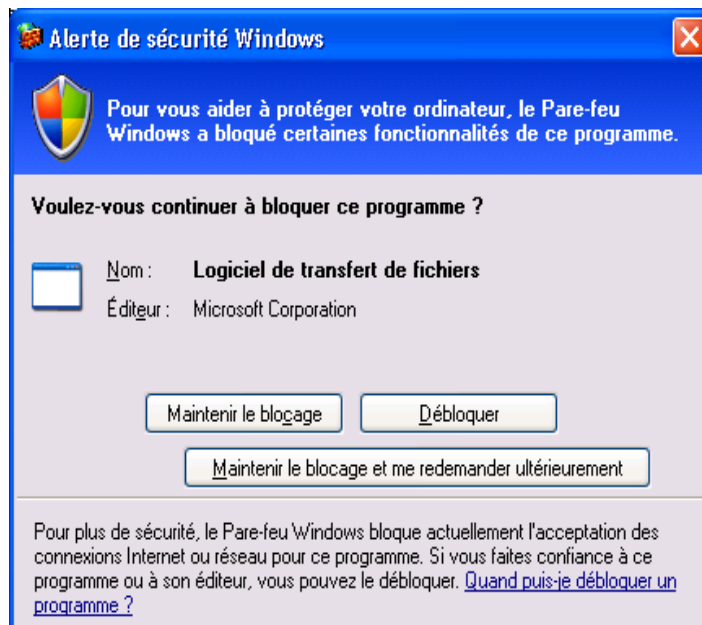 Alerte de sécurité Windows
Pour vous aider à protéger votre ordinateur, le Pare-feu
Windows a bloqué certaines fonctionnalités de ce programme.
Voulez-vous continuer à bloquer ce programme ?
Nom : Logiciel de transfert de fichiers
Éditeur : Microsoft Corporation
Maintenir le blocage Débloquer
Maintenir le blocage et me redemander ultérieurement
Pour plus de sécurité, le Pare-feu Windows bloque actuellement l'acceptation des
connexions Internet ou réseau pour ce programme. Si vous faites confiance à ce
programme ou à son éditeur, vous pouvez le débloquer. Quand puis-je débloquer un
programme ?